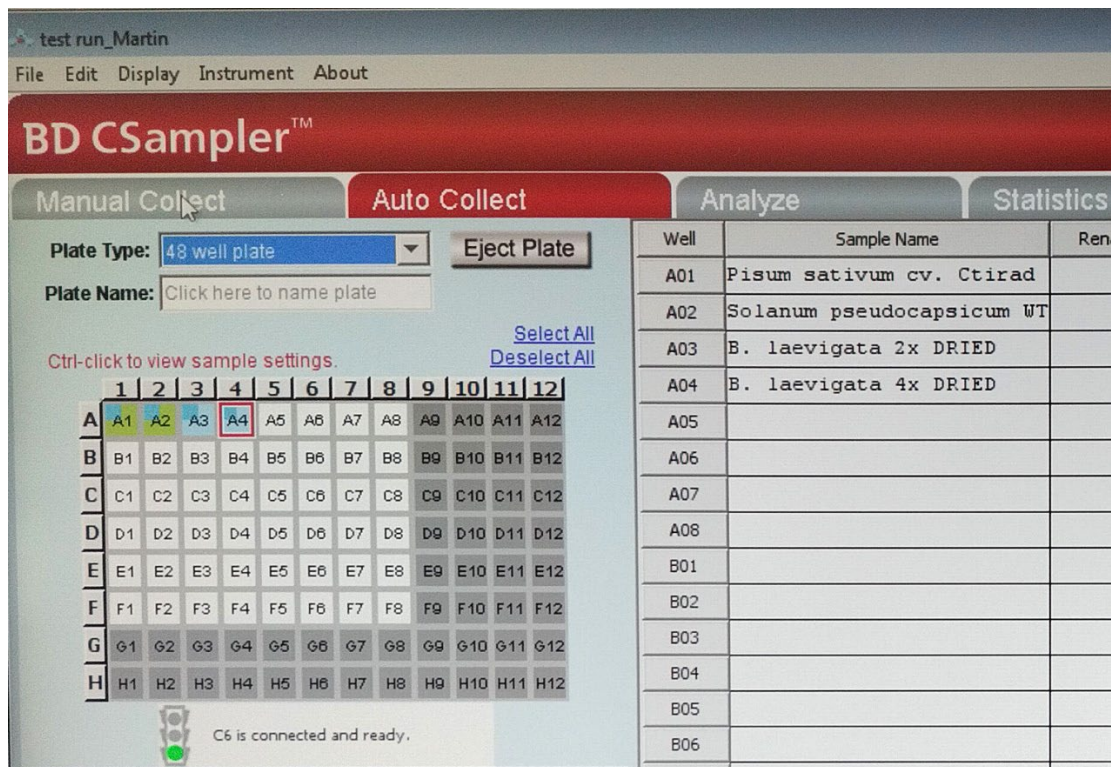 test run_Martin
File Edit Display Instrument About
BD CSampler™
Manual Collect Auto Collect Analyze Statistics
Plate Type: 48 well plate Eject Plate
Plate Name: Click here to name plate
Select All
Ctrl-click to view sample settings. Deselect All
1 2 3 4 5 6 7 8 9 10 11 12
A A1 A2 A3 A4 A5 A6 A7 A8 A9 A10 A11 A12
B B1 B2 B3 B4 B5 B6 B7 B8 B9 B10 B11 B12
C C1 C2 C3 C4 C5 C6 C7 C8 C9 C10 C11 C12
D D1 D2 D3 D4 D5 D6 D7 D8 D9 D10 D11 D12
E E1 E2 E3 E4 E5 E6 E7 E8 E9 E10 E11 E12
F F1 F2 F3 F4 F5 F6 F7 F8 F9 F10 F11 F12
G G1 G2 G3 G4 G5 G6 G7 G8 G9 G10 G11 G12
H H1 H2 H3 H4 H5 H6 H7 H8 H9 H10 H11 H12
C6 is connected and ready.
Well Sample Name Ren
A01 Pisum sativum cv. Ctirad
A02 Solanum pseudocapsicum WT
A03 B. laevigata 2x DRIED
A04 B. laevigata 4x DRIED
A05
A06
A07
A08
B01
B02
B03
B04
B05
B06